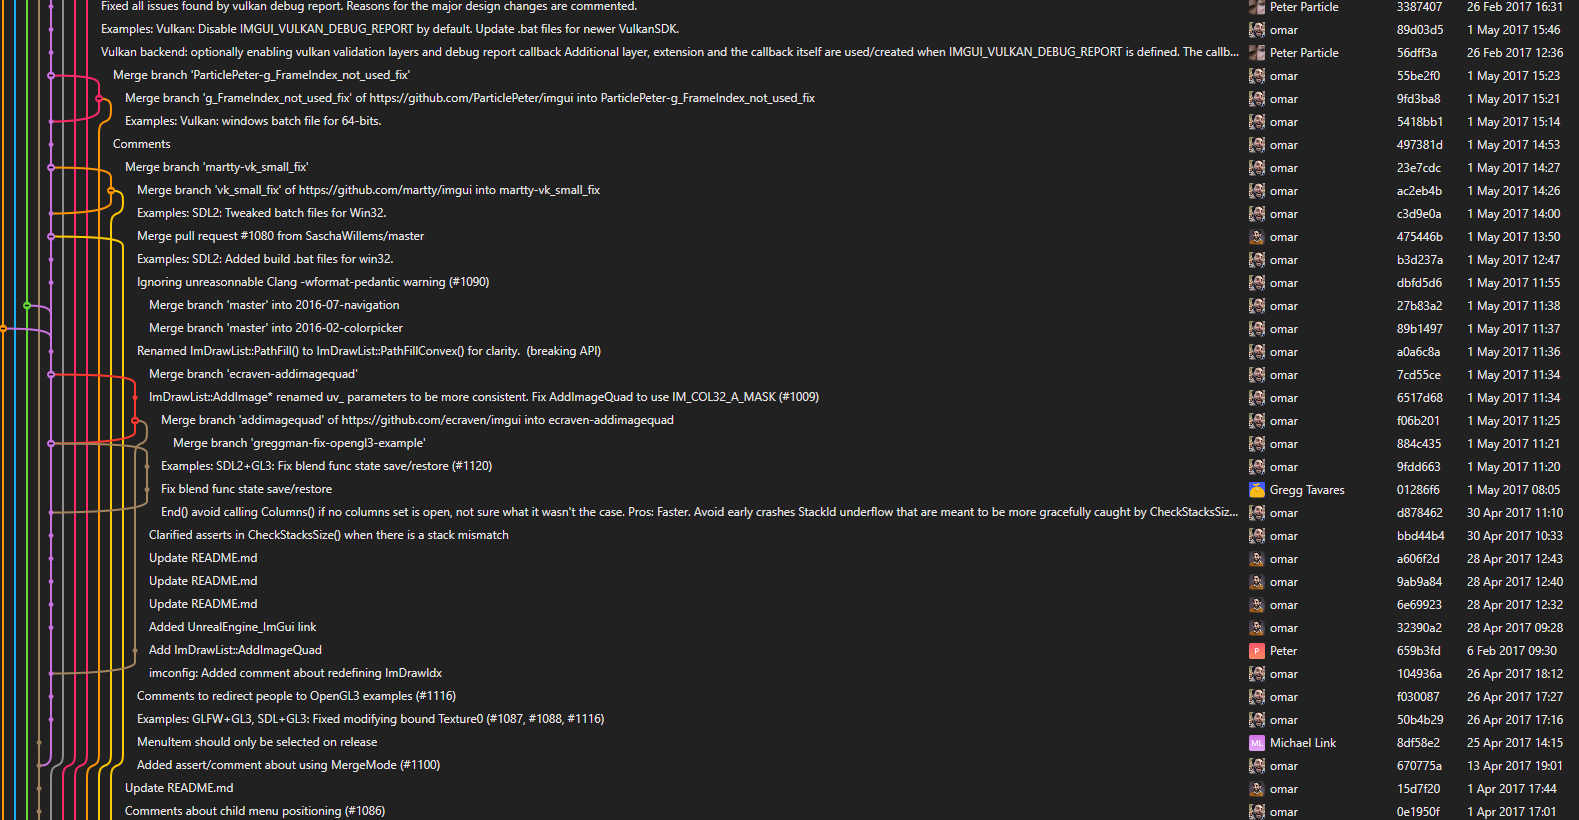 Fixed all issues found by vulkan debug report. Reasons for the major design changes are commented. Peter Particle 3387407 26 Feb 2017 16:31
Examples: Vulkan: Disable IMGUI_VULKAN_DEBUG_REPORT by default. Update .bat files for newer VulkanSDK. omar 89d03d5 1 May 2017 15:46
Vulkan backend: optionally enabling vulkan validation layers and debug report callback Additional layer, extension and the callback itself are used/created when IMGUI_VULKAN_DEBUG_REPORT is defined. The callb... Peter Particle 56dff3a 26 Feb 2017 12:36
Merge branch 'ParticlePeter-g_FrameIndex_not_used_fix' omar 55be2f0 1 May 2017 15:23
Merge branch 'g_FrameIndex_not_used_fix' of https://github.com/ParticlePeter/imgui into ParticlePeter-g_FrameIndex_not_used_fix omar 9fd3ba8 1 May 2017 15:21
Examples: Vulkan: windows batch file for 64-bits. omar 5418bb1 1 May 2017 15:14
Comments omar 497381d 1 May 2017 14:53
Merge branch 'martty-vk_small_fix' omar 23e7cdc 1 May 2017 14:27
Merge branch 'vk_small_fix' of https://github.com/martty/imgui into martty-vk_small_fix omar ac2eb4b 1 May 2017 14:26
Examples: SDL2: Tweaked batch files for Win32. omar c3d9e0a 1 May 2017 14:00
Merge pull request #1080 from SaschaWillems/master omar 475446b 1 May 2017 13:50
Examples: SDL2: Added build .bat files for win32. omar b3d237a 1 May 2017 12:47
Ignoring unreasonnable Clang -wformat-pedantic warning (#1090) omar dbfd5d6 1 May 2017 11:55
Merge branch 'master' into 2016-07-navigation omar 27b83a2 1 May 2017 11:38
Merge branch 'master' into 2016-02-colorpicker omar 89b1497 1 May 2017 11:37
Renamed ImDrawList::PathFill() to ImDrawList::PathFillConvex() for clarity. (breaking API) omar a0a6c8a 1 May 2017 11:36
Merge branch 'ecraven-addimagequad' omar 7cd55ce 1 May 2017 11:34
ImDrawList::AddImage* renamed uv_ parameters to be more consistent. Fix AddImageQuad to use IM_COL32_A_MASK (#1009) omar 6517d68 1 May 2017 11:34
Merge branch 'addimagequad' of https://github.com/ecraven/imgui into ecraven-addimagequad omar f06b201 1 May 2017 11:25
Merge branch 'greggman-fix-opengl3-example' omar 884c435 1 May 2017 11:21
Examples: SDL2+GL3: Fix blend func state save/restore (#1120) omar 9fdd663 1 May 2017 11:20
Fix blend func state save/restore Gregg Tavares 01286f6 1 May 2017 08:05
End() avoid calling Columns() if no columns set is open, not sure what it wasn't the case. Pros: Faster. Avoid early crashes StackId underflow that are meant to be more gracefully caught by CheckStacksSiz... omar d878462 30 Apr 2017 11:10
Clarified asserts in CheckStacksSize() when there is a stack mismatch omar bbd44b4 30 Apr 2017 10:33
Update README.md omar a606f2d 28 Apr 2017 12:43
Update README.md omar 9ab9a84 28 Apr 2017 12:40
Update README.md omar 6e69923 28 Apr 2017 12:32
Added UnrealEngine_ImGui link omar 32390a2 28 Apr 2017 09:28
Add ImDrawList::AddImageQuad P Peter 659b3fd 6 Feb 2017 09:30
imconfig: Added comment about redefining ImDrawIdx omar 104936a 26 Apr 2017 18:12
Comments to redirect people to OpenGL3 examples (#1116) omar f030087 26 Apr 2017 17:27
Examples: GLFW+GL3, SDL+GL3: Fixed modifying bound Texture0 (#1087, #1088, #1116) omar 50b4b29 26 Apr 2017 17:16
MenuItem should only be selected on release ML Michael Link 8df58e2 25 Apr 2017 14:15
Added assert/comment about using MergeMode (#1100) omar 670775a 13 Apr 2017 19:01
Update README.md omar 15d7f20 1 Apr 2017 17:44
Comments about child menu positioning (#1086) omar 0e1950f 1 Apr 2017 17:01